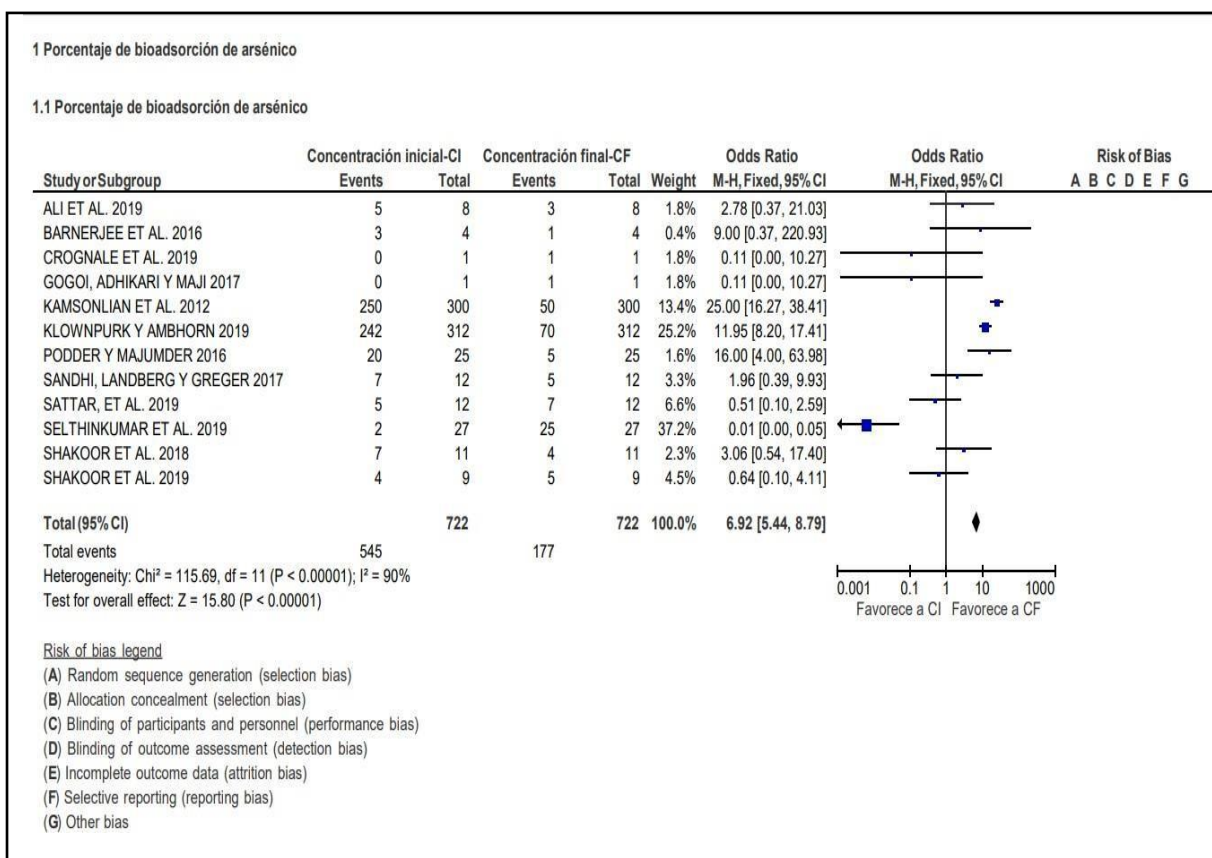 1 Porcentaje de bioadsorción de arsénico
1.1 Porcentaje de bioadsorción de arsénico
Concentración inicial-CI Concentración final-CF Odds Ratio Odds Ratio Risk of Bias
Study or Subgroup Events Total Events Total Weight M-H, Fixed, 95% CI M-H, Fixed, 95% CI A B C D E F G
ALI ET AL. 2019 5 8 3 8 1.8% 2.78 [0.37, 21.03]
BARNERJEE ET AL. 2016 3 4 1 4 0.4% 9.00 [0.37, 220.93]
CROGNALE ET AL. 2019 0 1 1 1 1.8% 0.11 [0.00, 10.27]
GOGOI, ADHIKARI Y MAJI 2017 0 1 1 1 1.8% 0.11 [0.00, 10.27]
KAMSONLIAN ET AL. 2012 250 300 50 300 13.4% 25.00 [16.27, 38.41]
KLOWNPURK Y AMBHORN 2019 242 312 70 312 25.2% 11.95 [8.20, 17.41]
PODDER Y MAJUMDER 2016 20 25 5 25 1.6% 16.00 [4.00, 63.98]
SANDHI, LANDBERG Y GREGER 2017 7 12 5 12 3.3% 1.96 [0.39, 9.93]
SATTAR, ET AL. 2019 5 12 7 12 6.6% 0.51 [0.10, 2.59]
SELTHINKUMAR ET AL. 2019 2 27 25 27 37.2% 0.01 [0.00, 0.05]
SHAKOOR ET AL. 2018 7 11 4 11 2.3% 3.06 [0.54, 17.40]
SHAKOOR ET AL. 2019 4 9 5 9 4.5% 0.64 [0.10, 4.11]
Total (95% CI) 722 722 100.0% 6.92 [5.44, 8.79]
Total events 545 177
Heterogeneity: Chi² = 115.69, df = 11 (P < 0.00001); I² = 90%
Test for overall effect: Z = 15.80 (P < 0.00001)
0.001 0.1 1 10 1000
Favorece a CI Favorece a CF
Risk of bias legend
(A) Random sequence generation (selection bias)
(B) Allocation concealment (selection bias)
(C) Blinding of participants and personnel (performance bias)
(D) Blinding of outcome assessment (detection bias)
(E) Incomplete outcome data (attrition bias)
(F) Selective reporting (reporting bias)
(G) Other bias